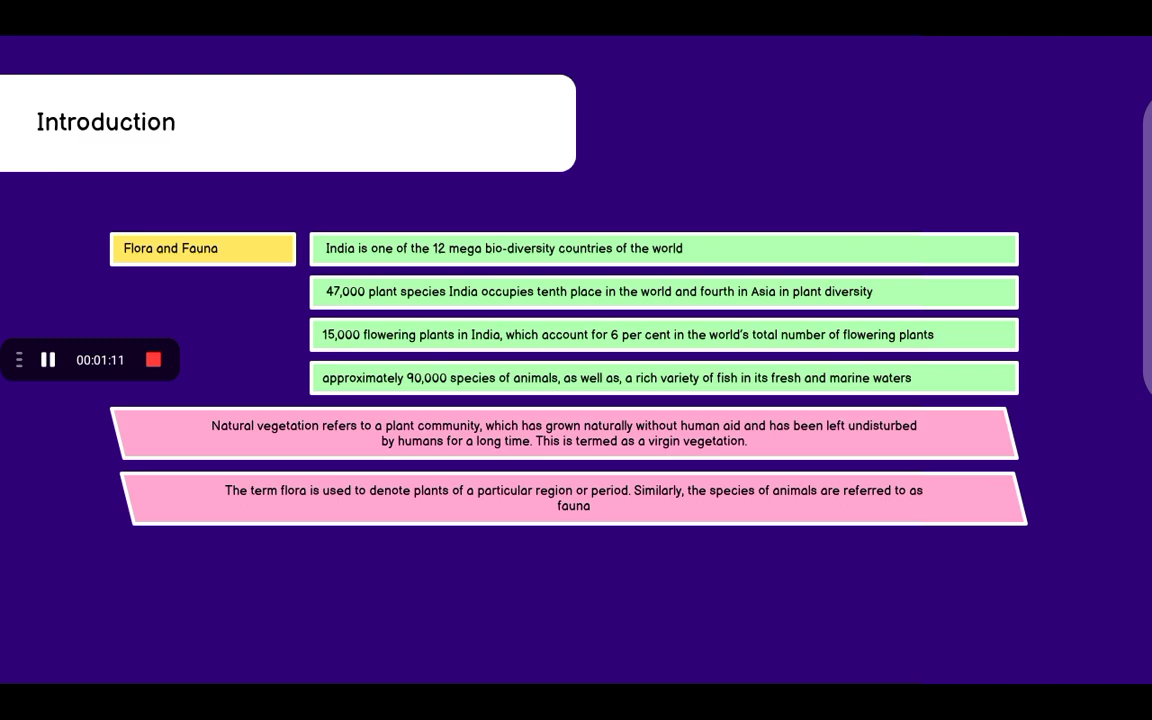 Introduction
Flora and Fauna
India is one of the 12 mega bio-diversity countries of the world
47,000 plant species India occupies tenth place in the world and fourth in Asia in plant diversity
15,000 flowering plants in India, which account for 6 per cent in the world's total number of flowering plants
00:01:11
approximately 90,000 species of animals, as well as, a rich variety of fish in its fresh and marine waters
Natural vegetation refers to a plant community, which has grown naturally without human aid and has been left undisturbed
by humans for a long time. This is termed as a virgin vegetation.
The term flora is used to denote plants of a particular region or period. Similarly, the species of animals are referred to as
fauna